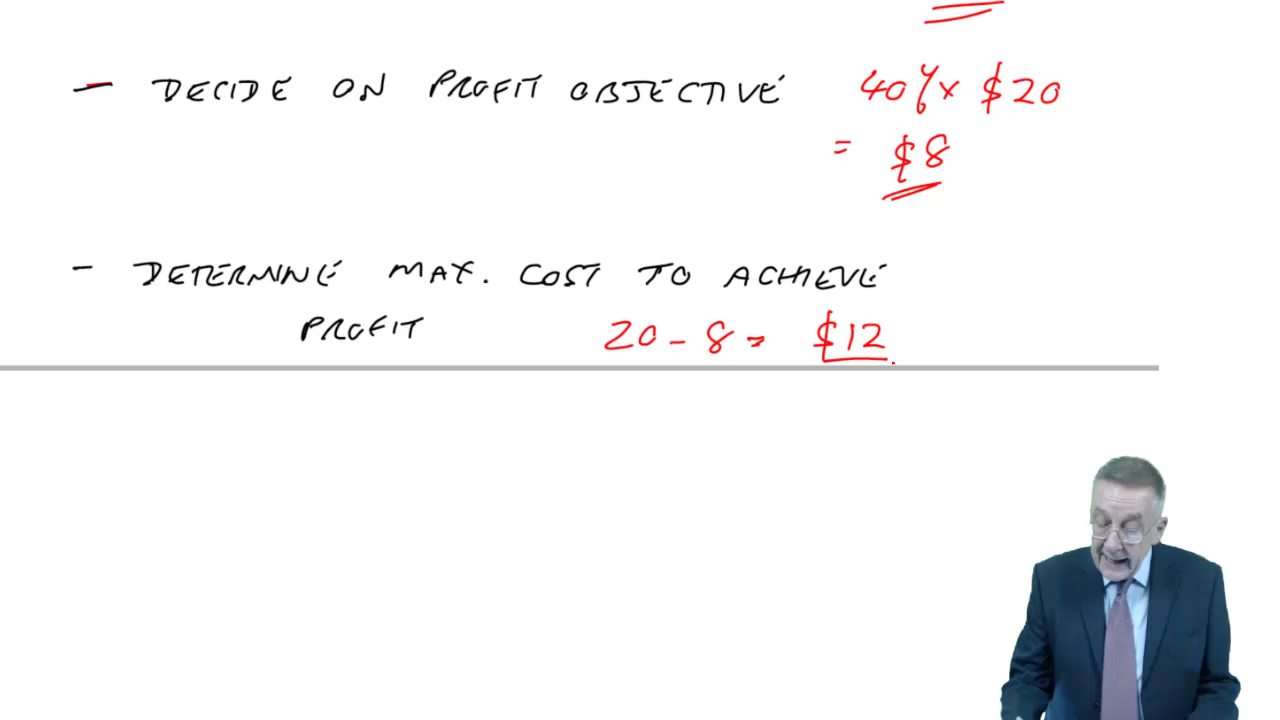 - DECIDE ON PROFIT OBJECTIVE 40% x $20
= $8
- DETERMINE MAX. COST TO ACHIEVE
PROFIT 20 - 8 = $12